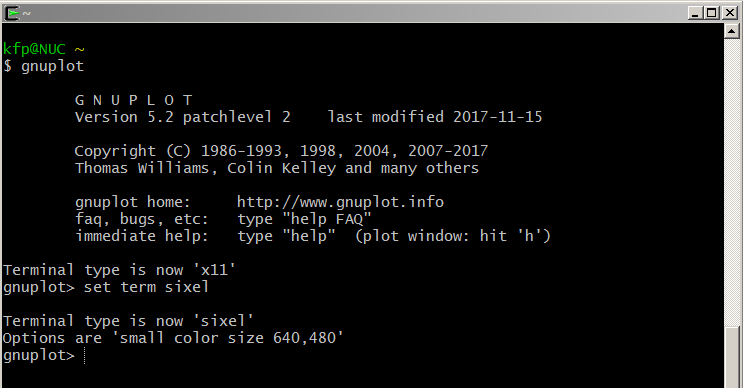 ~
kfp@NUC ~
$ gnuplot
G N U P L O T
Version 5.2 patchlevel 2    last modified 2017-11-15
Copyright (C) 1986-1993, 1998, 2004, 2007-2017
Thomas Williams, Colin Kelley and many others
gnuplot home:     http://www.gnuplot.info
faq, bugs, etc:   type "help FAQ"
immediate help:   type "help"  (plot window: hit 'h')
Terminal type is now 'x11'
gnuplot> set term sixel
Terminal type is now 'sixel'
Options are 'small color size 640,480'
gnuplot>